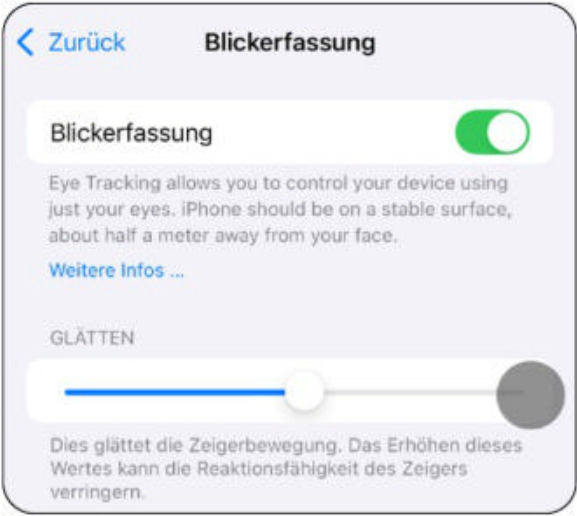 Zurück
Blickerfassung
Blickerfassung
Eye Tracking allows you to control your device using
just your eyes. iPhone should be on a stable surface,
about half a meter away from your face.
Weitere Infos ...
GLÄTTEN
Dies glättet die Zeigerbewegung. Das Erhöhen dieses
Wertes kann die Reaktionsfähigkeit des Zeigers
verringern.